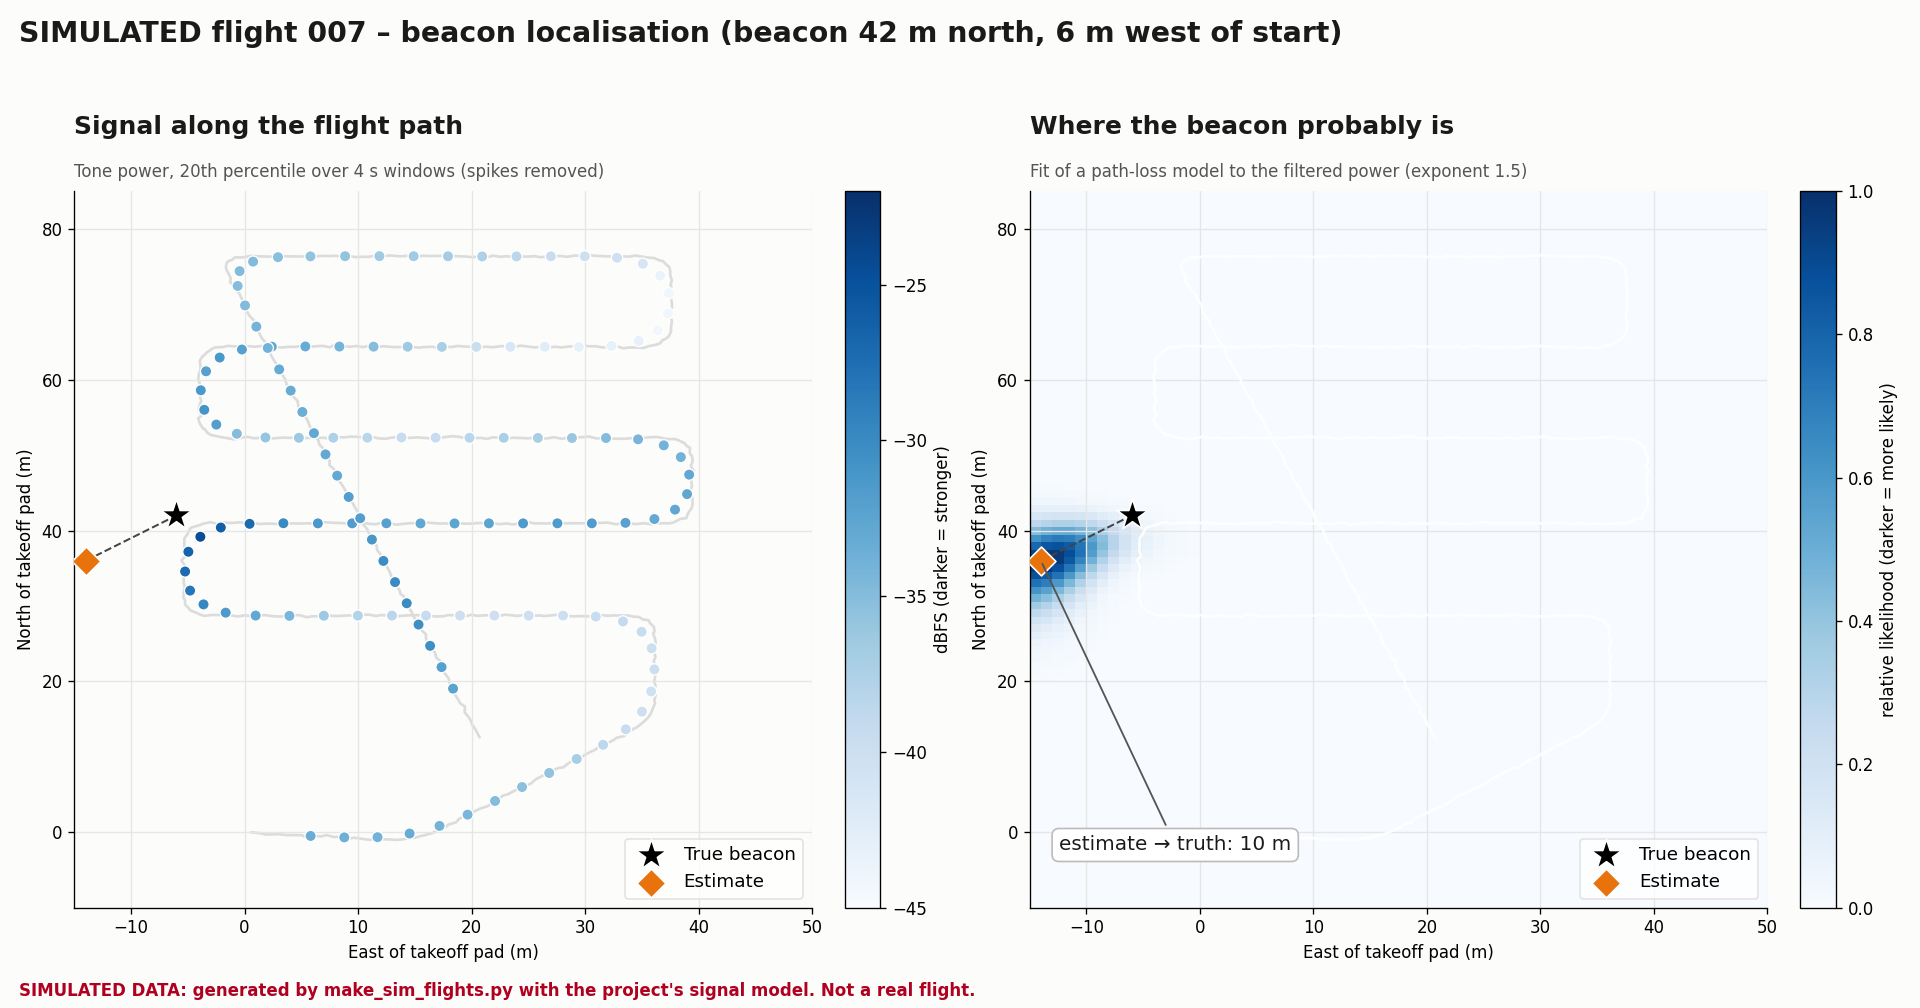 SIMULATED flight 007 – beacon localisation (beacon 42 m north, 6 m west of start)
Signal along the flight path
Tone power, 20th percentile over 4 s windows (spikes removed)
80
60
40
20
0
−10
0
10
20
30
40
50
North of takeoff pad (m)
East of takeoff pad (m)
True beacon
Estimate
−25
−30
−35
−40
−45
dBFS (darker = stronger)
Where the beacon probably is
Fit of a path-loss model to the filtered power (exponent 1.5)
80
60
40
20
0
−10
0
10
20
30
40
50
North of takeoff pad (m)
East of takeoff pad (m)
estimate → truth: 10 m
True beacon
Estimate
1.0
0.8
0.6
0.4
0.2
0.0
relative likelihood (darker = more likely)
SIMULATED DATA: generated by make_sim_flights.py with the project's signal model. Not a real flight.